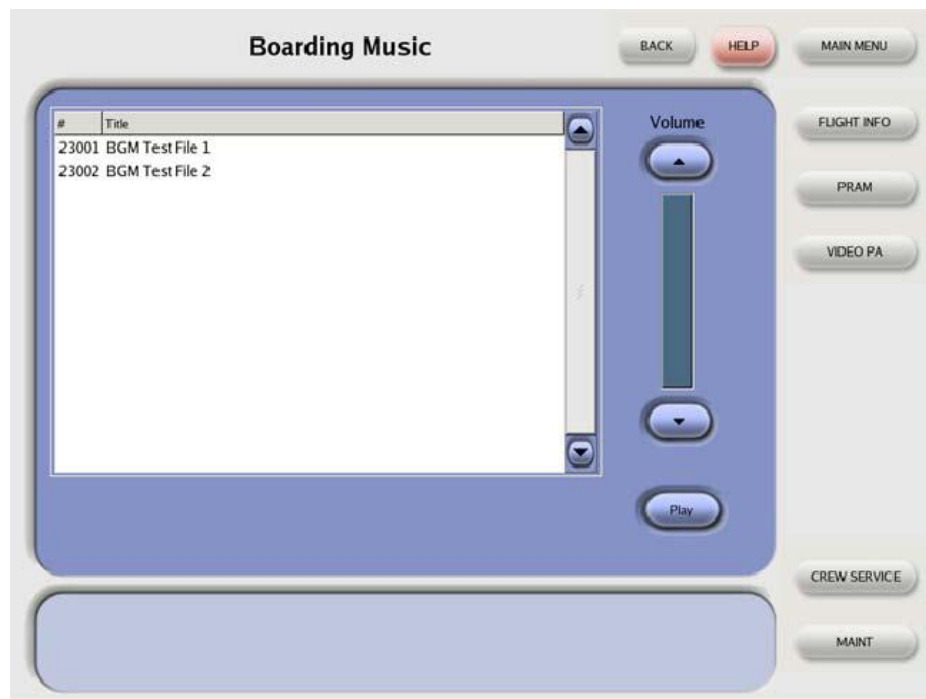 Boarding Music
BACK
HELP
MAIN MENU
# Title
23001 BGM Test File 1
23002 BGM Test File 2
Volume
Play
FLIGHT INFO
PRAM
VIDEO PA
CREW SERVICE
MAINT